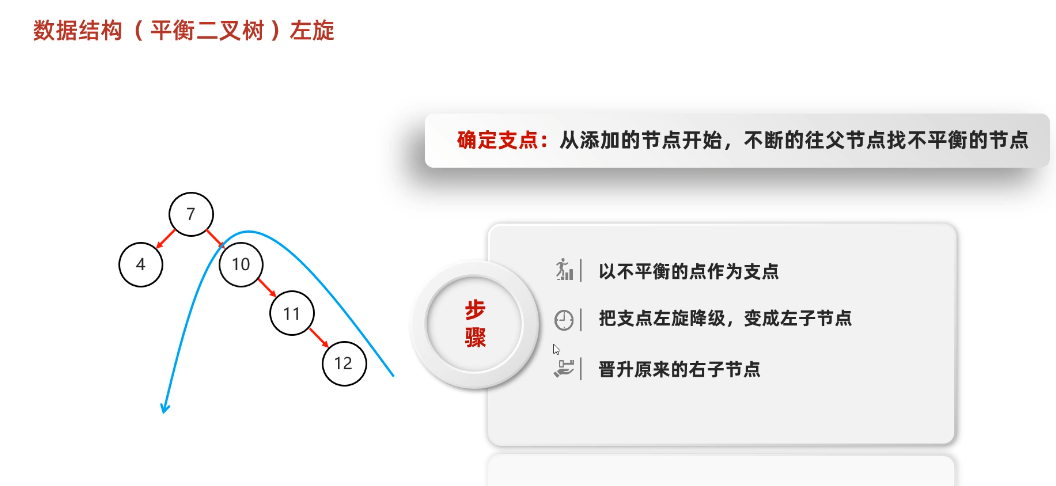 数据结构（平衡二叉树）左旋
确定支点：从添加的节点开始，不断的往父节点找不平衡的节点
7
4
10
11
12
步
骤
以不平衡的点作为支点
把支点左旋降级，变成左子节点
晋升原来的右子节点